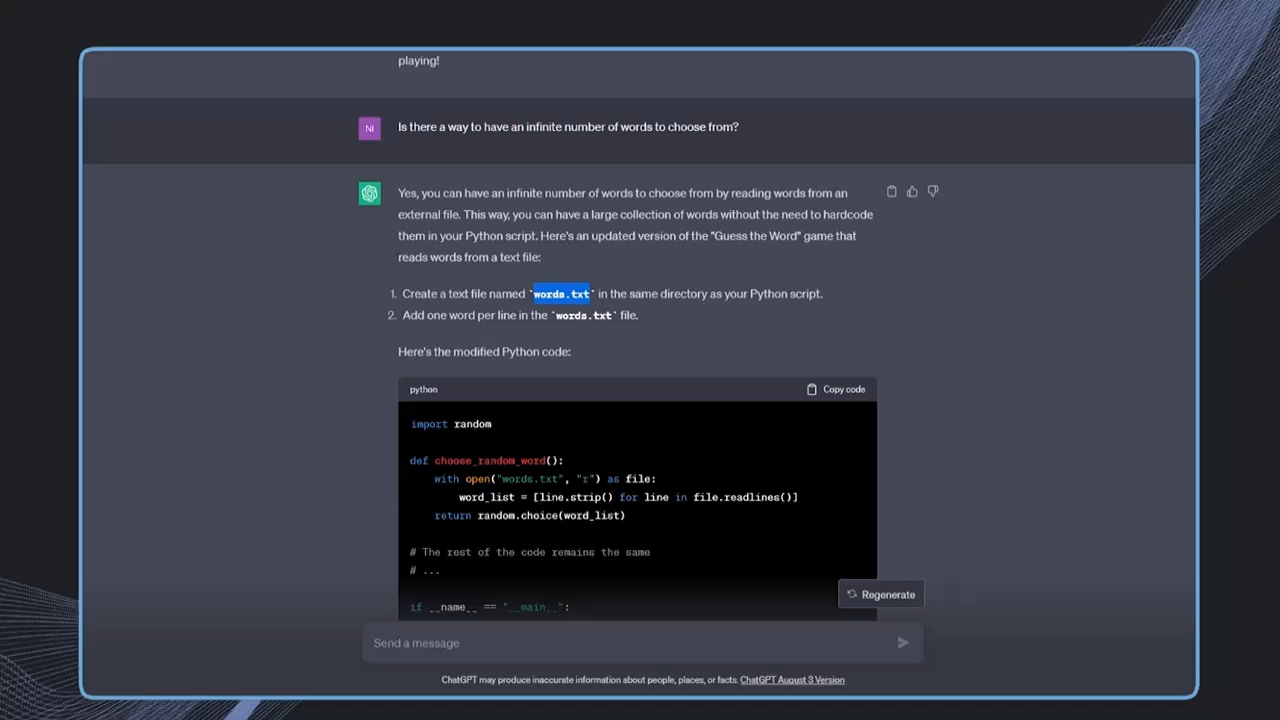 playing!
NI
Is there a way to have an infinite number of words to choose from?
Yes, you can have an infinite number of words to choose from by reading words from an
external file. This way, you can have a large collection of words without the need to hardcode
them in your Python script. Here's an updated version of the "Guess the Word" game that
reads words from a text file:
1. Create a text file named `words.txt` in the same directory as your Python script.
2. Add one word per line in the `words.txt` file.
Here's the modified Python code:
python Copy code
import random
def choose_random_word():
    with open("words.txt", "r") as file:
        word_list = [line.strip() for line in file.readlines()]
    return random.choice(word_list)
# The rest of the code remains the same
# ...
if __name__ == "__main__":
Regenerate
Send a message
ChatGPT may produce inaccurate information about people, places, or facts. ChatGPT August 3 Version